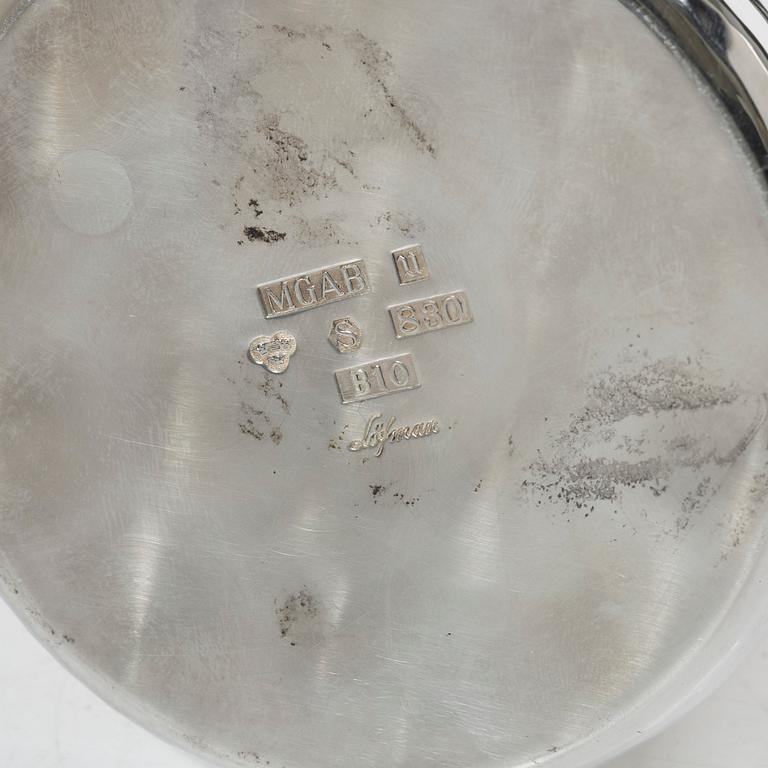 MGAB u
S 830
B10
Löfman